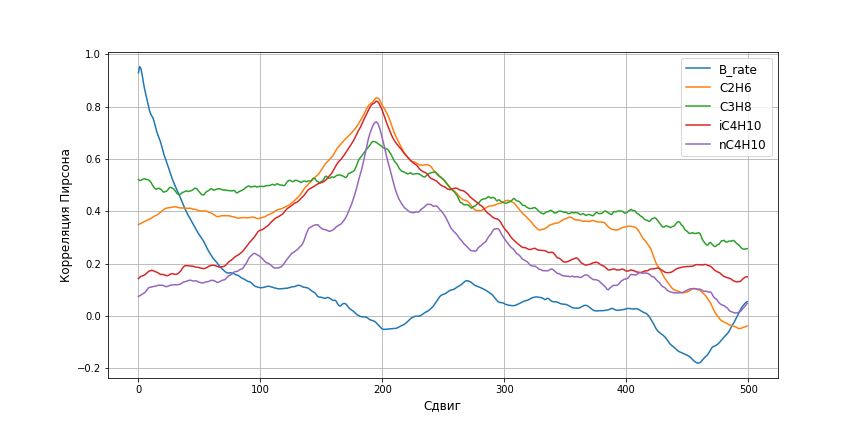 1.0
0.8
0.6
0.4
0.2
0.0
−0.2
Корреляция Пирсона
0 100 200 300 400 500
Сдвиг
B_rate
C2H6
C3H8
iC4H10
nC4H10